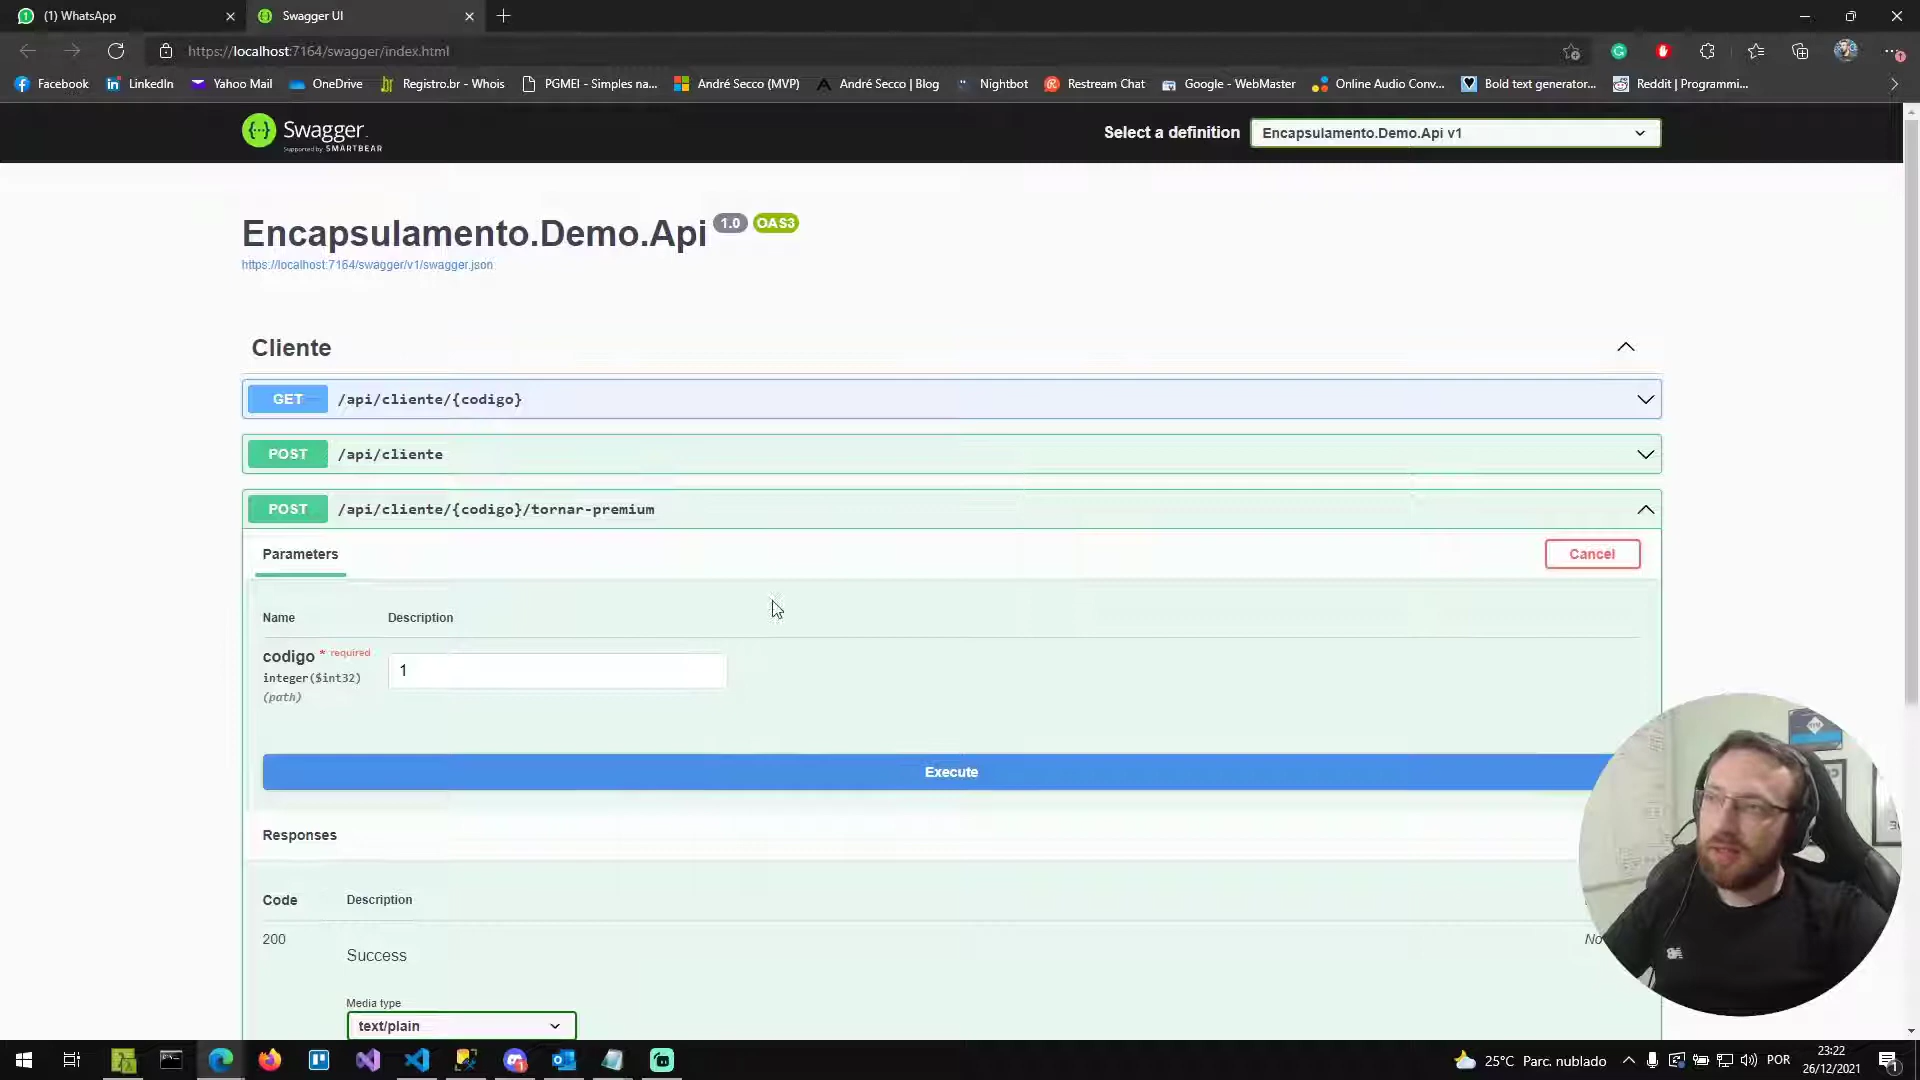 (1) WhatsApp
Swagger UI
https://localhost:7164/swagger/index.html
Facebook
LinkedIn
Yahoo Mail
OneDrive
Registro.br - Whois
PGMEI - Simples na...
André Secco (MVP)
André Secco | Blog
Nightbot
Restream Chat
Google - WebMaster
Online Audio Conv...
Bold text generator...
Reddit | Programmi...
Swagger.
Supported by SMARTBEAR
Select a definition
Encapsulamento.Demo.Api v1
Encapsulamento.Demo.Api 1.0 OAS3
https://localhost:7164/swagger/v1/swagger.json
Cliente
GET /api/cliente/{codigo}
POST /api/cliente
POST /api/cliente/{codigo}/tornar-premium
Parameters
Cancel
Name Description
codigo * required
integer($int32)
(path)
1
Execute
Responses
Code Description
200
No
Success
Media type
text/plain
25°C Parc. nublado
POR
23:22
26/12/2021
1